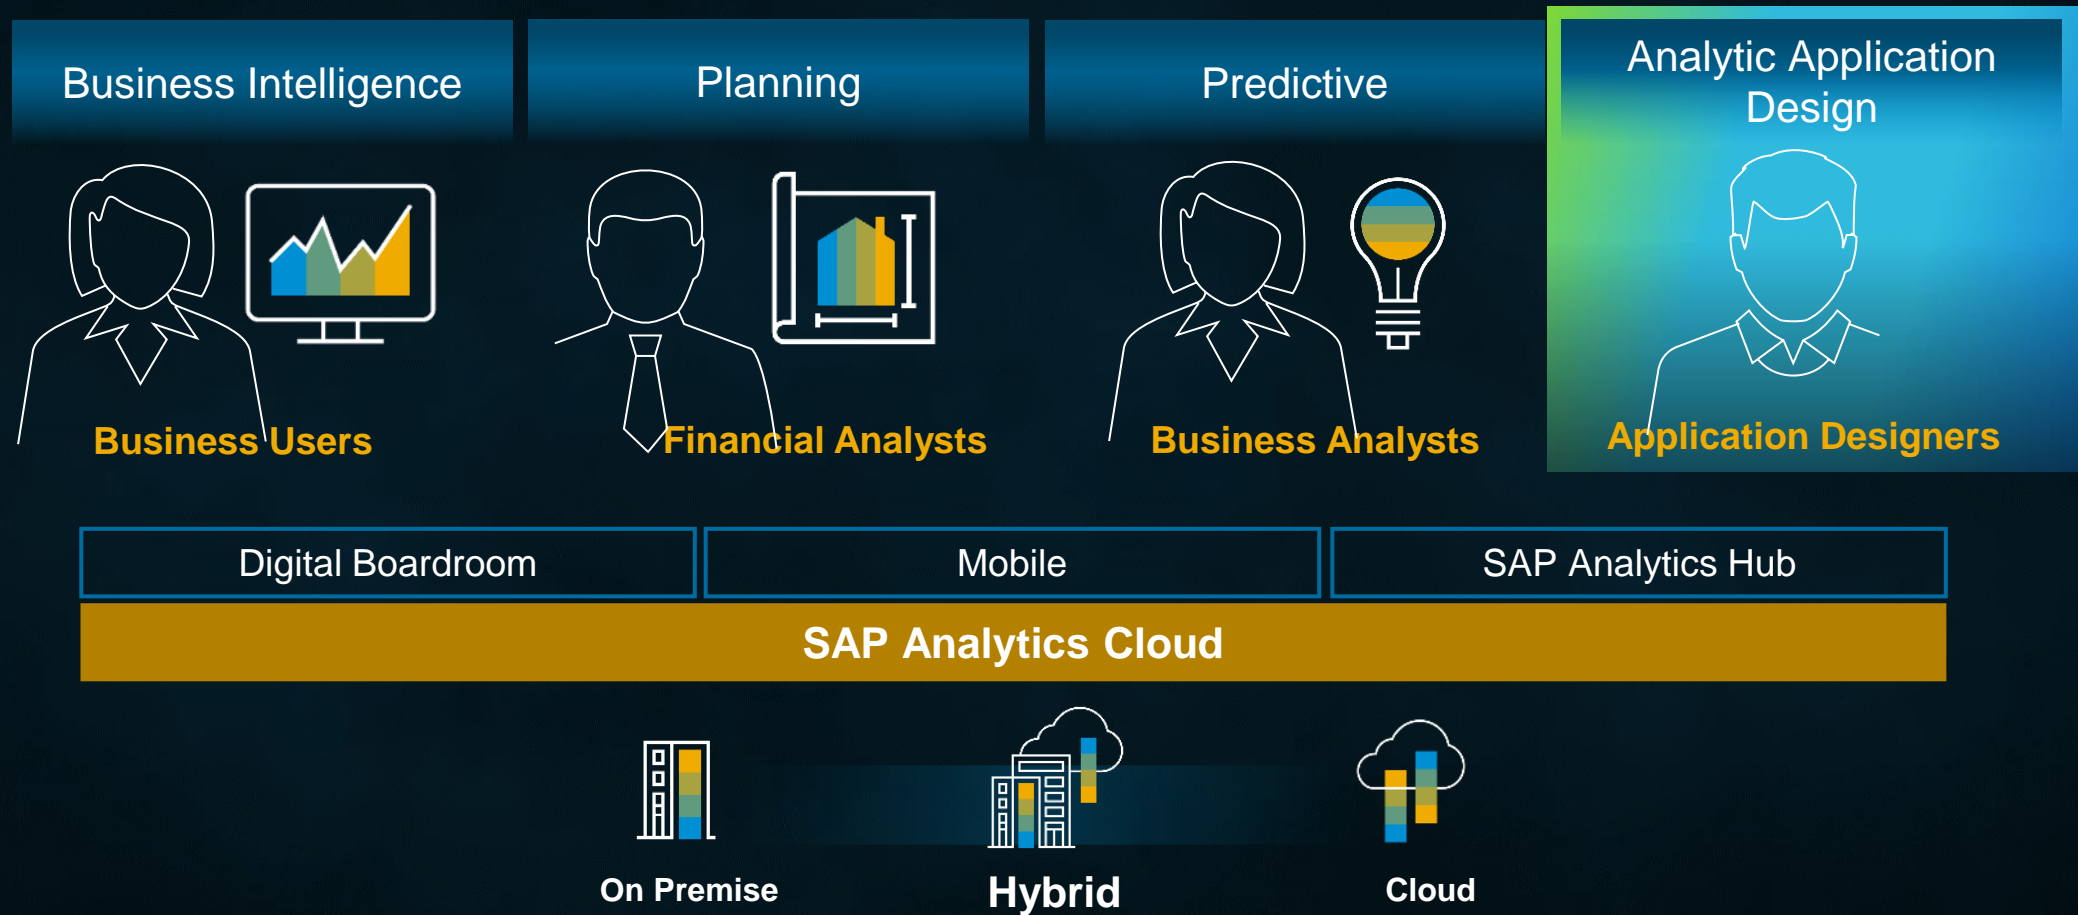 Business Intelligence
Planning
Predictive
Analytic Application
Design
Business Users
Financial Analysts
Business Analysts
Application Designers
Digital Boardroom
Mobile
SAP Analytics Hub
SAP Analytics Cloud
On Premise
Hybrid
Cloud